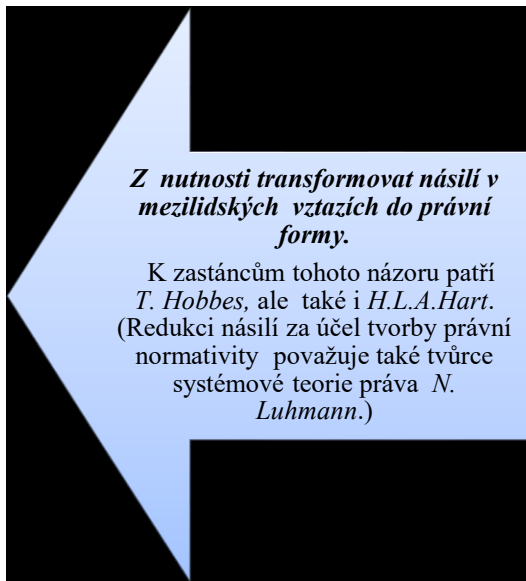 Z nutnosti transformovat násilí v
mezilidských vztazích do právní
formy.
K zastáncům tohoto názoru patří
T. Hobbes, ale také i H.L.A.Hart.
(Redukci násilí za účel tvorby právní
normativity považuje také tvůrce
systémové teorie práva N.
Luhmann.)